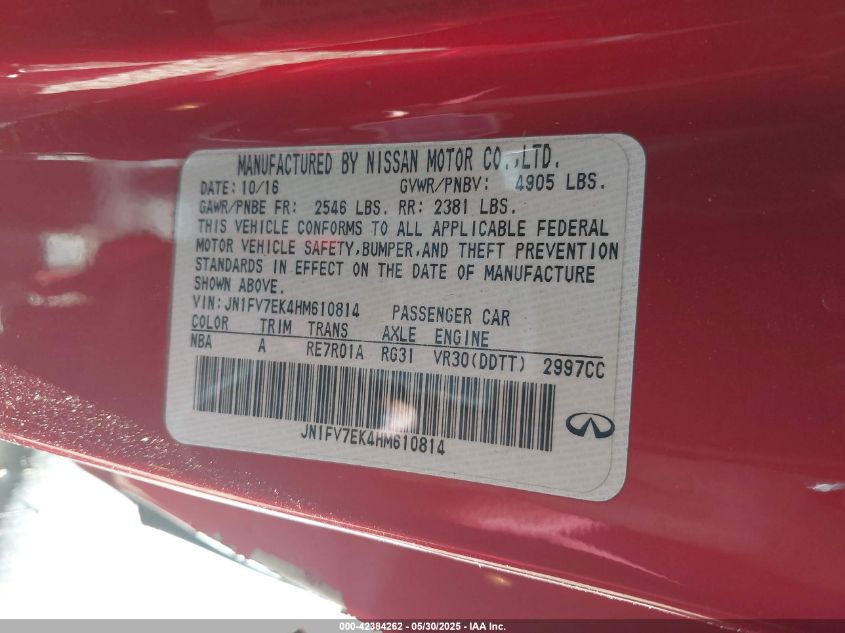 MANUFACTURED BY NISSAN MOTOR CO.,LTD.
DATE: 10/16 GVWR/PNBV: 4905 LBS.
GAWR/PNBE FR: 2546 LBS. RR: 2381 LBS.
THIS VEHICLE CONFORMS TO ALL APPLICABLE FEDERAL
MOTOR VEHICLE SAFETY,BUMPER,AND THEFT PREVENTION
STANDARDS IN EFFECT ON THE DATE OF MANUFACTURE
SHOWN ABOVE.
VIN:JN1FV7EK4HM610814 PASSENGER CAR
COLOR TRIM TRANS AXLE ENGINE
NBA A RE7R01A RG31 VR30(DDTT) 2997CC
JN1FV7EK4HM610814
000-42384262 - 05/30/2025 - IAA Inc.